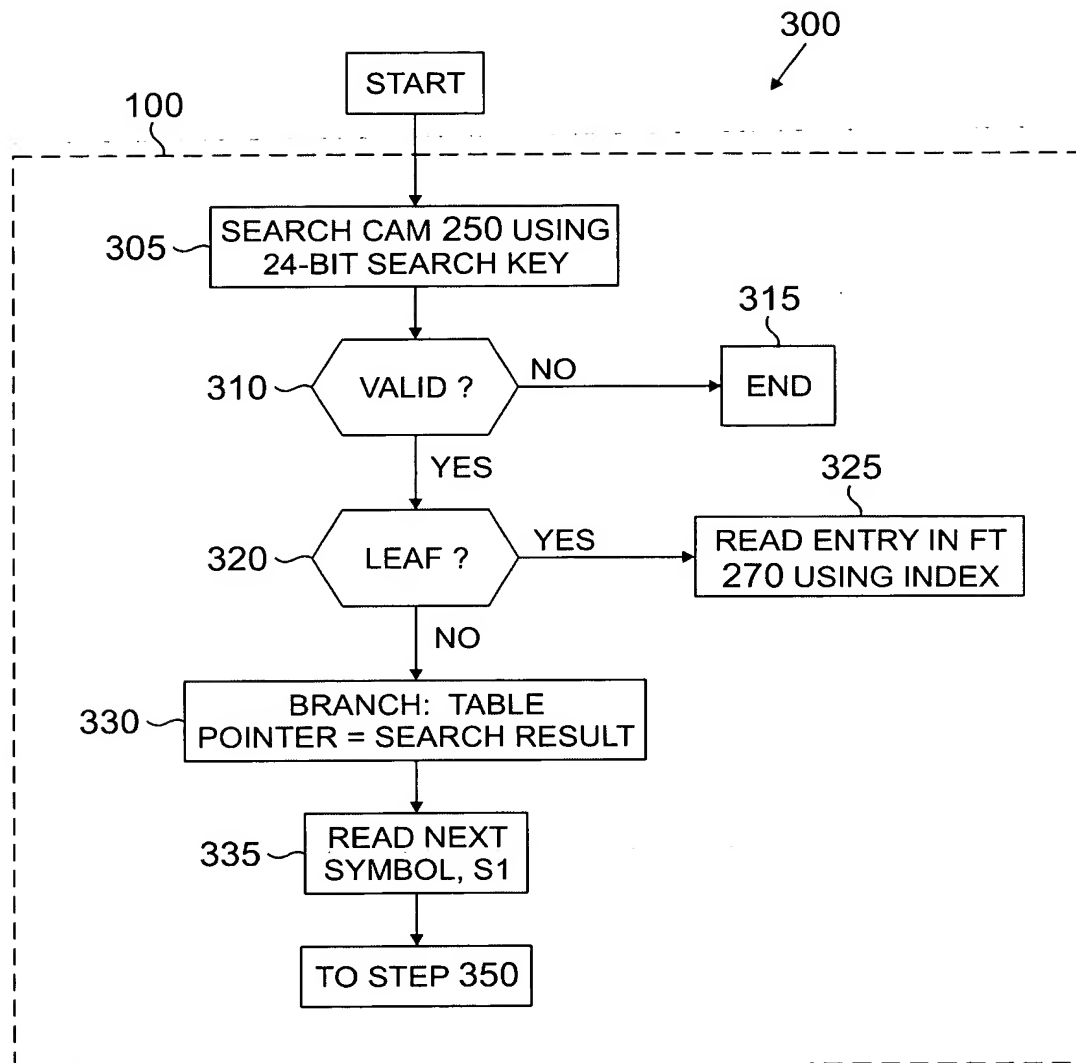 300
START
100
305
SEARCH CAM 250 USING
24-BIT SEARCH KEY
315
310
VALID ?
NO
END
YES
325
320
LEAF ?
YES
READ ENTRY IN FT
270 USING INDEX
NO
330
BRANCH: TABLE
POINTER = SEARCH RESULT
335
READ NEXT
SYMBOL, S1
TO STEP 350